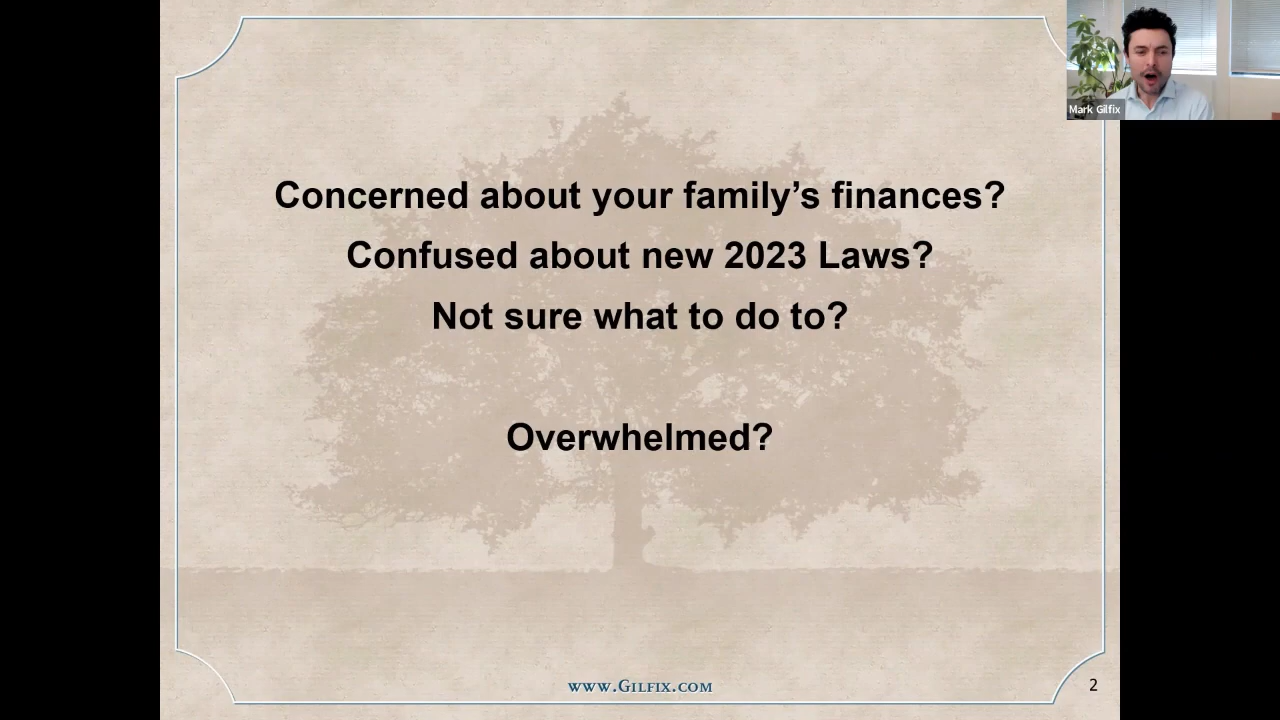 Mark Gilfix
Concerned about your family’s finances?
Confused about new 2023 Laws?
Not sure what to do to?
Overwhelmed?
www.Gilfix.com
2